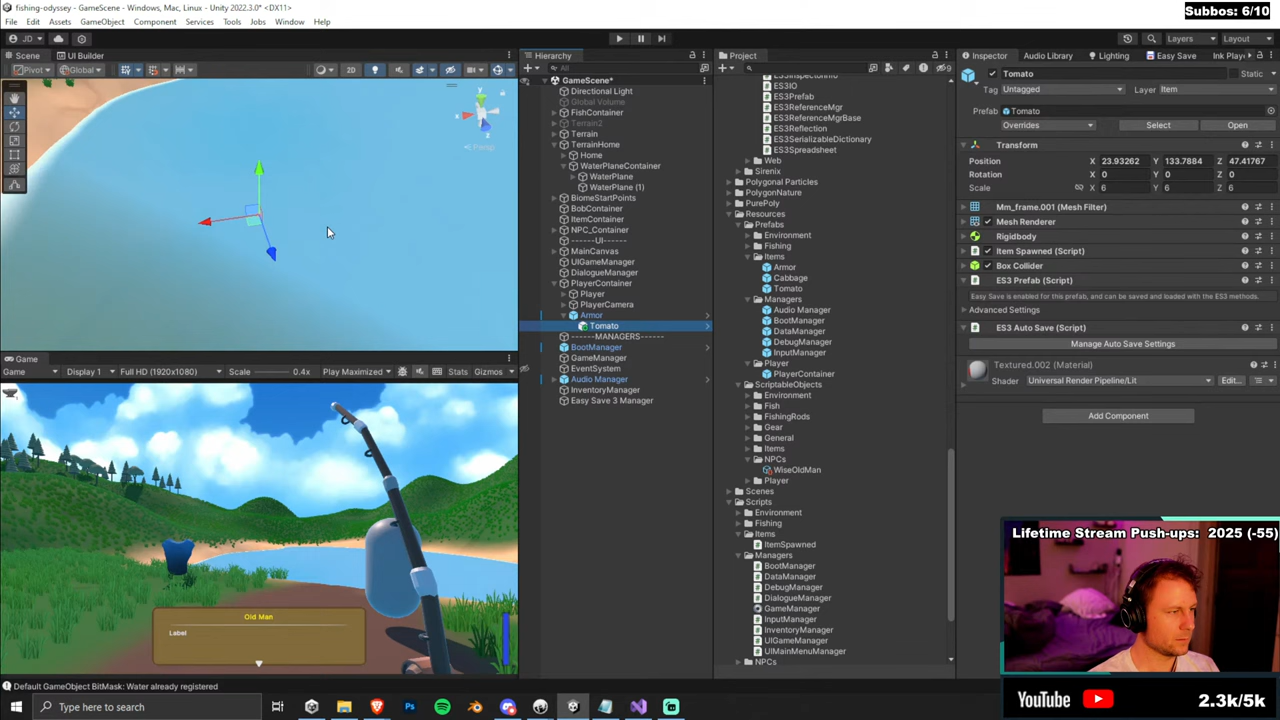 fishing-odyssey - GameScene - Windows, Mac, Linux - Unity 2022.3.0* <DX11>
Subbos: 6/10
File Edit Assets GameObject Component Services Tools Jobs Window Help
JD
Layers Layout
Scene UI Builder
Pivot Global 2D
Persp
Hierarchy
All
GameScene*
Directional Light
Global Volume
FishContainer
Terrain2
Terrain
TerrainHome
Home
WaterPlaneContainer
WaterPlane
WaterPlane (1)
BiomeStartPoints
BobContainer
ItemContainer
NPC_Container
------UI------
MainCanvas
UIGameManager
DialogueManager
PlayerContainer
Player
PlayerCamera
Armor
Tomato
------MANAGERS------
BootManager
GameManager
EventSystem
Audio Manager
InventoryManager
Easy Save 3 Manager
Project
9
ES3InspectorInfo
ES3IO
ES3Prefab
ES3ReferenceMgr
ES3ReferenceMgrBase
ES3Reflection
ES3SerializableDictionary
ES3Spreadsheet
Web
Sirenix
Polygonal Particles
PolygonNature
PurePoly
Resources
Prefabs
Environment
Fishing
Items
Armor
Cabbage
Tomato
Managers
Audio Manager
BootManager
DataManager
DebugManager
InputManager
Player
PlayerContainer
ScriptableObjects
Environment
Fish
FishingRods
Gear
General
Items
NPCs
WiseOldMan
Player
Scenes
Scripts
Environment
Fishing
Items
ItemSpawned
Managers
BootManager
DataManager
DebugManager
DialogueManager
GameManager
InputManager
InventoryManager
UIGameManager
UIMainMenuManager
NPCs
Inspector Audio Library Lighting Easy Save Ink Play
Tomato Static
Tag Untagged Layer Item
Prefab Tomato
Overrides Select Open
Transform
Position X 23.93262 Y 133.7884 Z 47.41767
Rotation X 0 Y 0 Z 0
Scale X 6 Y 6 Z 6
Mm_frame.001 (Mesh Filter)
Mesh Renderer
Rigidbody
Item Spawned (Script)
Box Collider
ES3 Prefab (Script)
Easy Save is enabled for this prefab, and can be saved and loaded with the ES3 methods.
Advanced Settings
ES3 Auto Save (Script)
Manage Auto Save Settings
Textured.002 (Material)
Shader Universal Render Pipeline/Lit Edit...
Add Component
Game
Game Display 1 Full HD (1920x1080) Scale 0.4x Play Maximized Stats Gizmos
Old Man
Label
Default GameObject BitMask: Water already registered
Type here to search
Lifetime Stream Push-ups: 2025 (-55)
YouTube 2.3k/5k